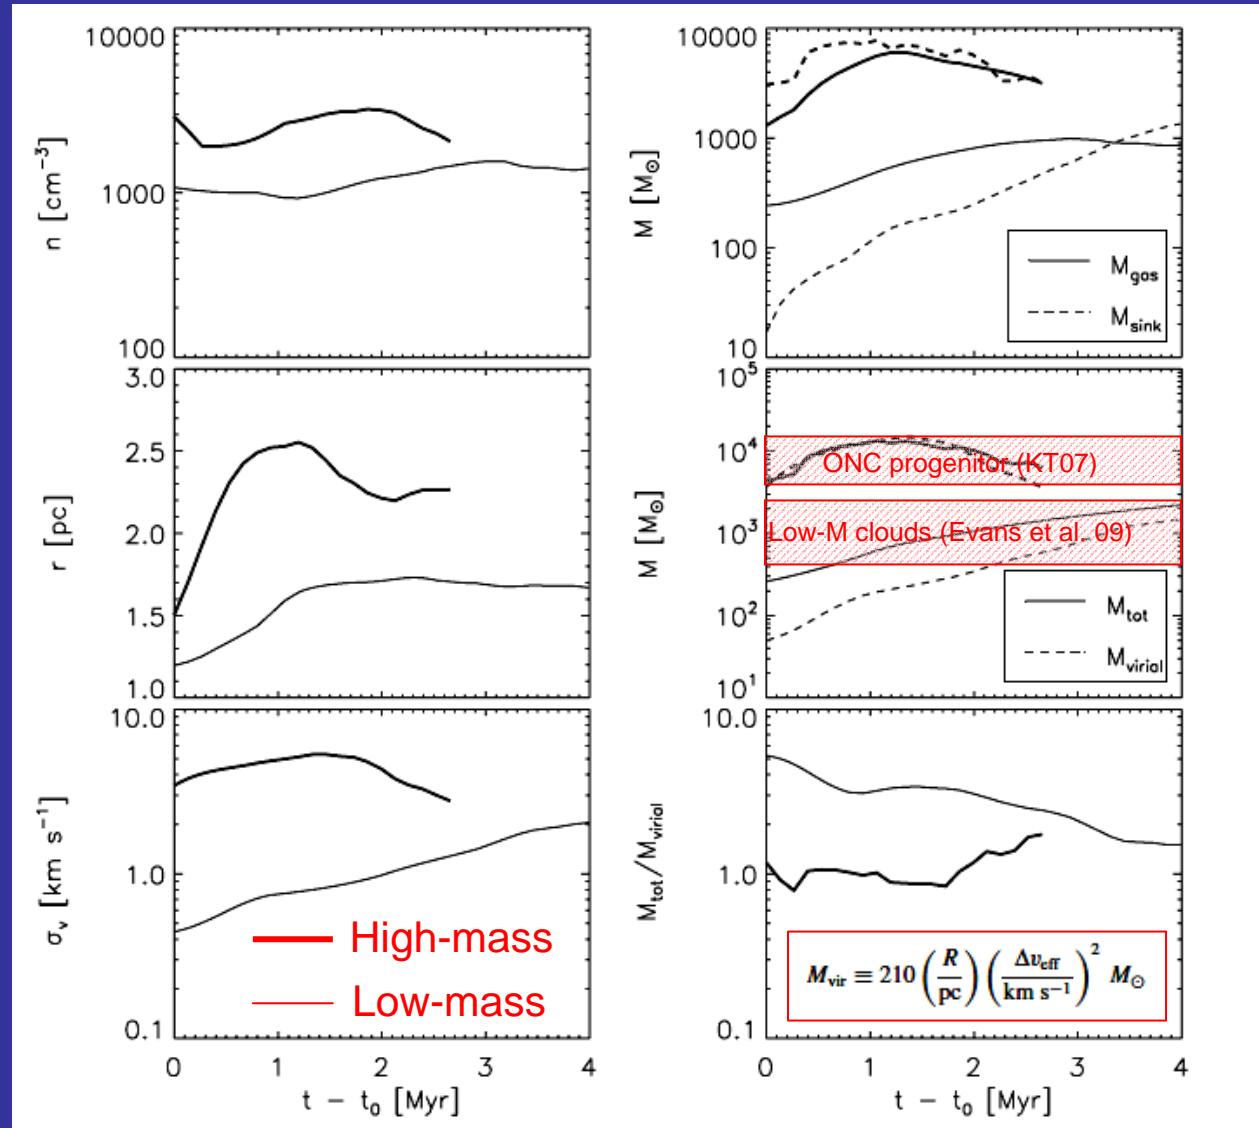 10000
1000
100
n [cm⁻³]
10000
1000
100
10
M [M⊙]
M_gas
M_sink
3.0
2.5
2.0
1.5
1.0
r [pc]
10⁵
10⁴
10³
10²
10¹
M [M⊙]
ONC progenitor (KT07)
Low-M clouds (Evans et al. 09)
M_tot
M_virial
10.0
1.0
0.1
σ_v [km s⁻¹]
High-mass
Low-mass
0 1 2 3 4
t - t₀ [Myr]
10.0
1.0
0.1
M_tot/M_virial
M_vir ≡ 210 (R/pc) (Δv_eff/km s⁻¹)² M⊙
0 1 2 3 4
t - t₀ [Myr]